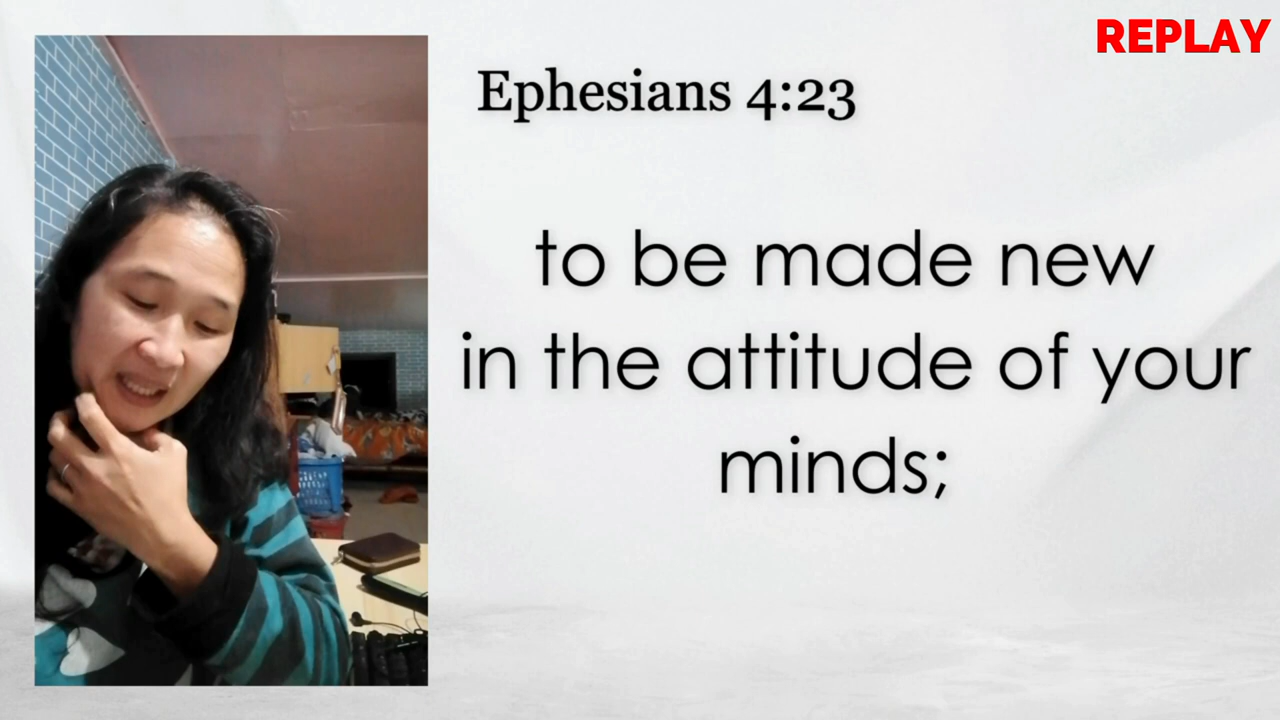 REPLAY
Ephesians 4:23
to be made new
in the attitude of your
minds;